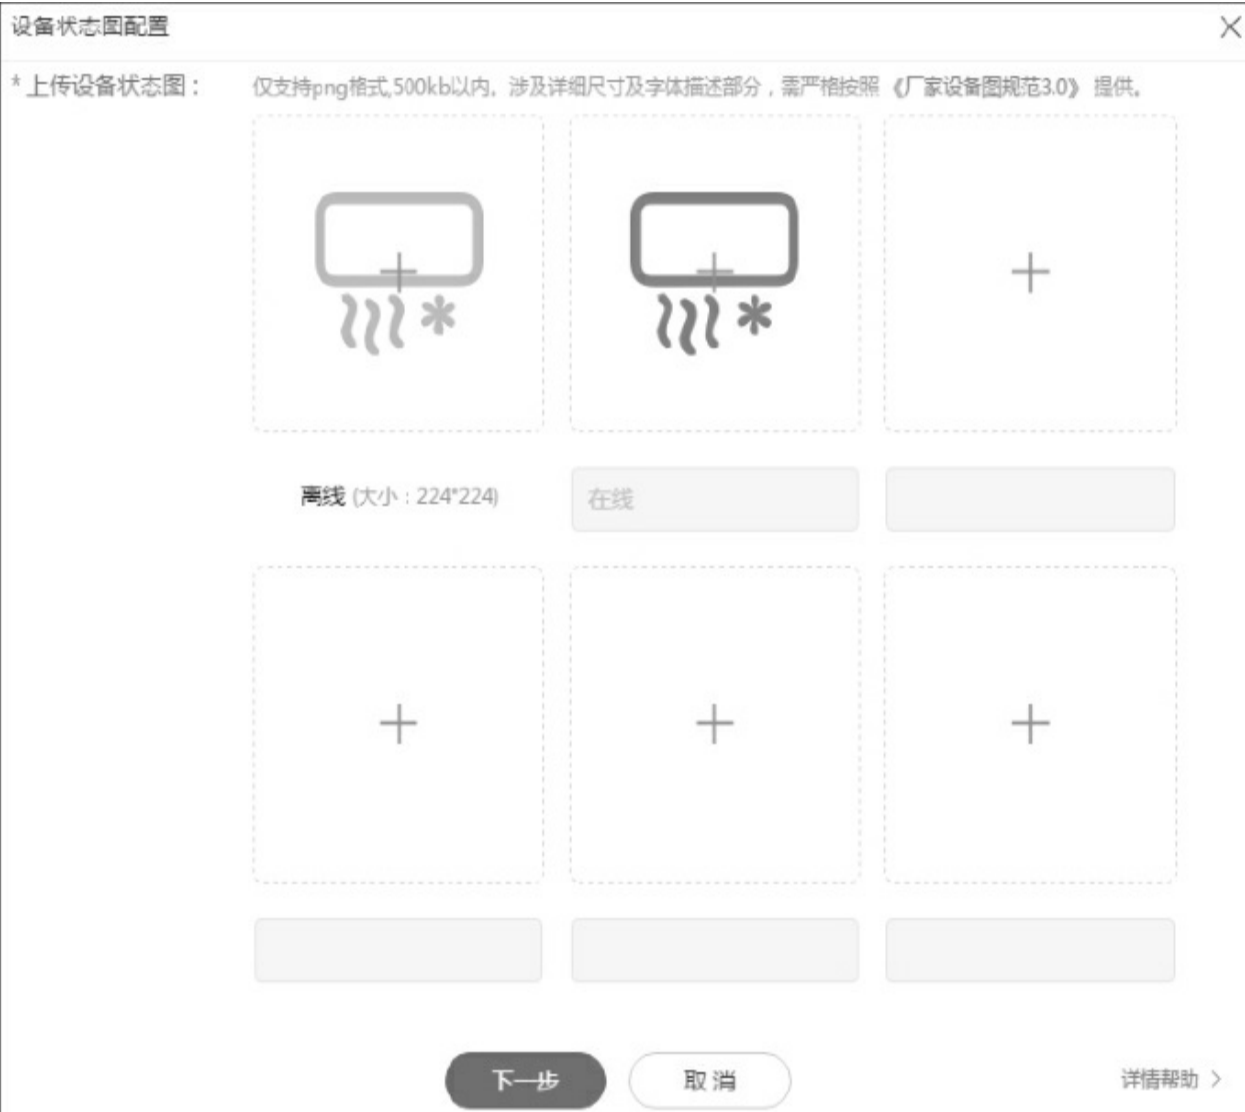 设备状态图配置
* 上传设备状态图： 仅支持png格式,500kb以内，涉及详细尺寸及字体描述部分，需严格按照 《厂家设备图规范3.0》 提供。
离线 (大小：224*224) 在线
下一步 取消 详情帮助 >